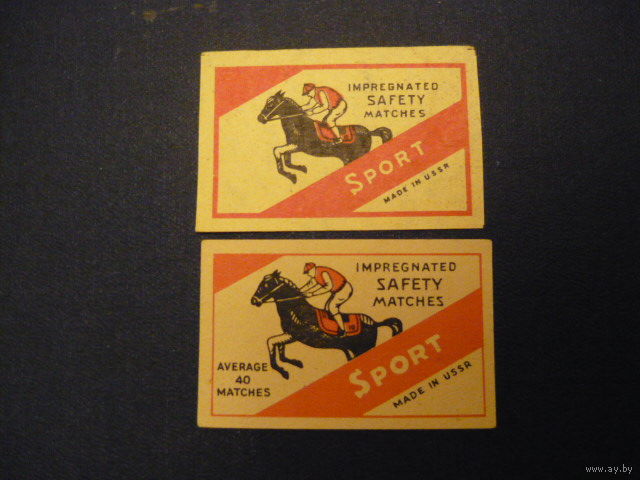 IMPREGNATED
SAFETY
MATCHES
SPORT
MADE IN USSR
IMPREGNATED
SAFETY
MATCHES
AVERAGE
40
MATCHES
SPORT
MADE IN USSR
www.ay.by